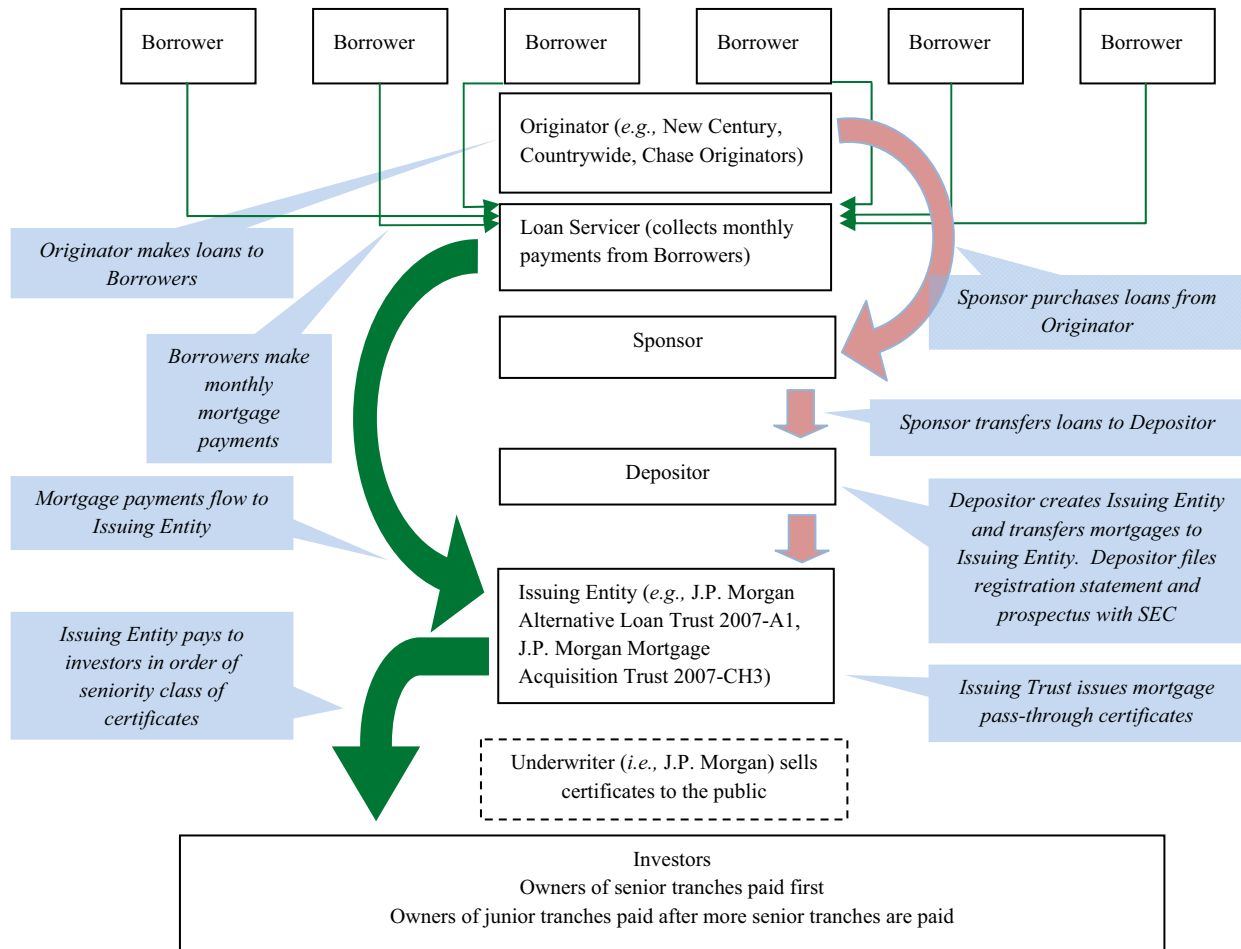 Borrower
Borrower
Borrower
Borrower
Borrower
Borrower
Originator (e.g., New Century,
Countrywide, Chase Originators)
Loan Servicer (collects monthly
payments from Borrowers)
Originator makes loans to
Borrowers
Sponsor purchases loans from
Originator
Sponsor
Borrowers make
monthly
mortgage
payments
Sponsor transfers loans to Depositor
Depositor
Mortgage payments flow to
Issuing Entity
Depositor creates Issuing Entity
and transfers mortgages to
Issuing Entity. Depositor files
registration statement and
prospectus with SEC
Issuing Entity (e.g., J.P. Morgan
Alternative Loan Trust 2007-A1,
J.P. Morgan Mortgage
Acquisition Trust 2007-CH3)
Issuing Entity pays to
investors in order of
seniority class of
certificates
Issuing Trust issues mortgage
pass-through certificates
Underwriter (i.e., J.P. Morgan) sells
certificates to the public
Investors
Owners of senior tranches paid first
Owners of junior tranches paid after more senior tranches are paid